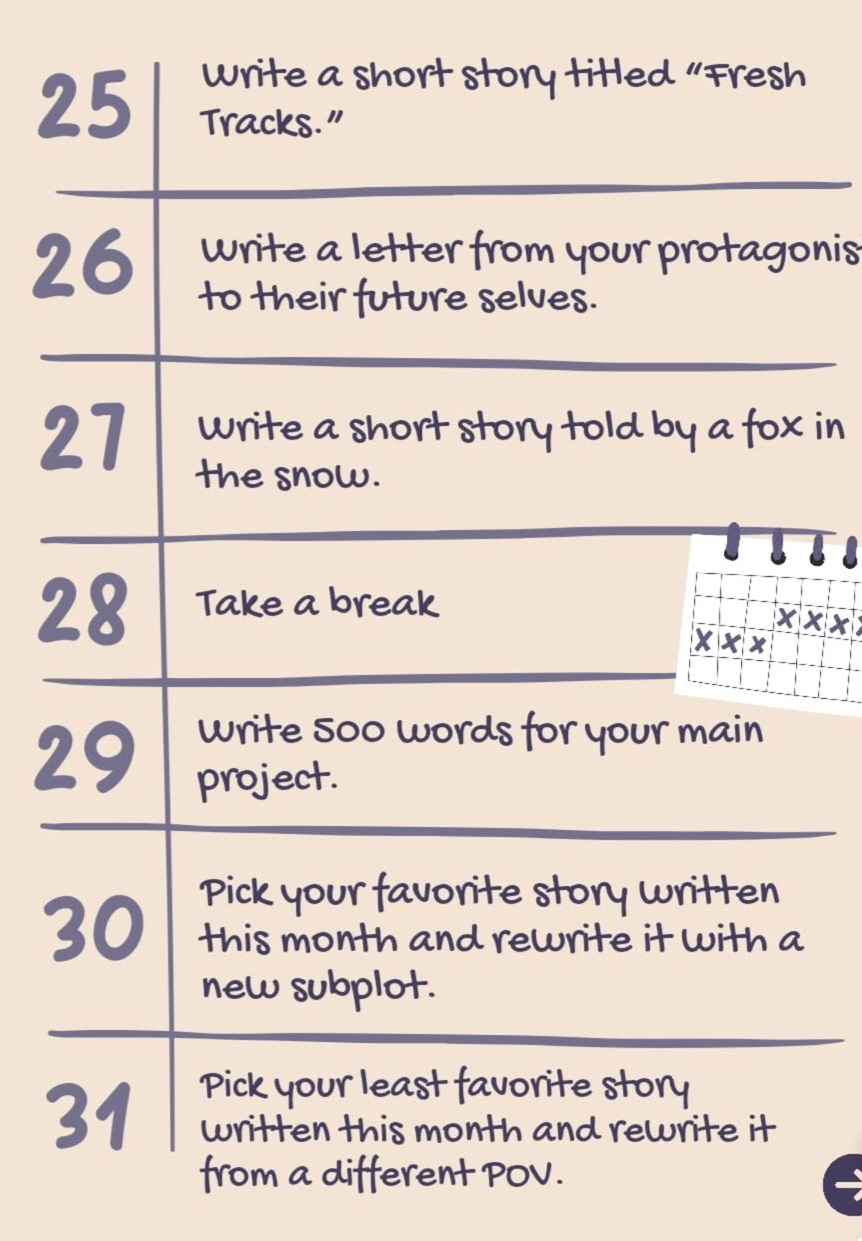 25
Write a short story titled “Fresh
Tracks.”
26
Write a letter from your protagonis
to their future selves.
27
Write a short story told by a fox in
the snow.
28
Take a break
x x x x
x x x
29
Write 500 words for your main
project.
30
Pick your favorite story written
this month and rewrite it with a
new subplot.
31
Pick your least favorite story
written this month and rewrite it
from a different POV.